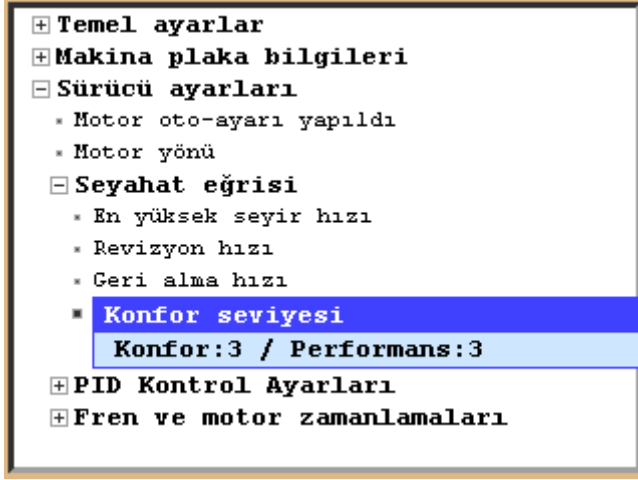 Temel ayarlar
Makina plaka bilgileri
Sürücü ayarları
Motor oto-ayarı yapıldı
Motor yönü
Seyahat eğrisi
En yüksek seyir hızı
Revizyon hızı
Geri alma hızı
Konfor seviyesi
Konfor:3 / Performans:3
PID Kontrol Ayarları
Fren ve motor zamanlamaları